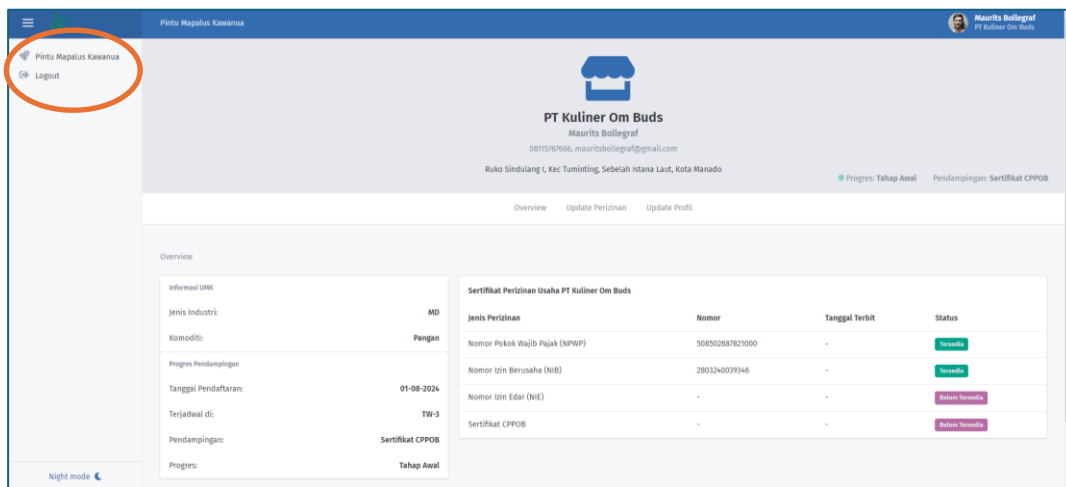 Pintu Mapalus Kawanua
Maurits Bollegraf
PT Kuliner Om Buds
Pintu Mapalus Kawanua
Logout
PT Kuliner Om Buds
Maurits Bollegraf
08115767666, mauritsbollegraf@gmail.com
Ruko Sindulang I, Kec Tuminting, Sebelah Istana Laut, Kota Manado
Progres: Tahap Awal Pendampingan: Sertifikat CPPOB
Overview Update Perizinan Update Profil
Overview
Informasi UMK
Jenis Industri: MD
Komoditi: Pangan
Progres Pendampingan
Tanggal Pendaftaran: 01-08-2024
Terjadwal di: TW-3
Pendampingan: Sertifikat CPPOB
Progres: Tahap Awal
Sertifikat Perizinan Usaha PT Kuliner Om Buds
Jenis Perizinan Nomor Tanggal Terbit Status
Nomor Pokok Wajib Pajak (NPWP) 508502887821000 - Tersedia
Nomor Izin Berusaha (NIB) 2803240039346 - Tersedia
Nomor Izin Edar (NIE) - - Belum Tersedia
Sertifikat CPPOB - - Belum Tersedia
Night mode